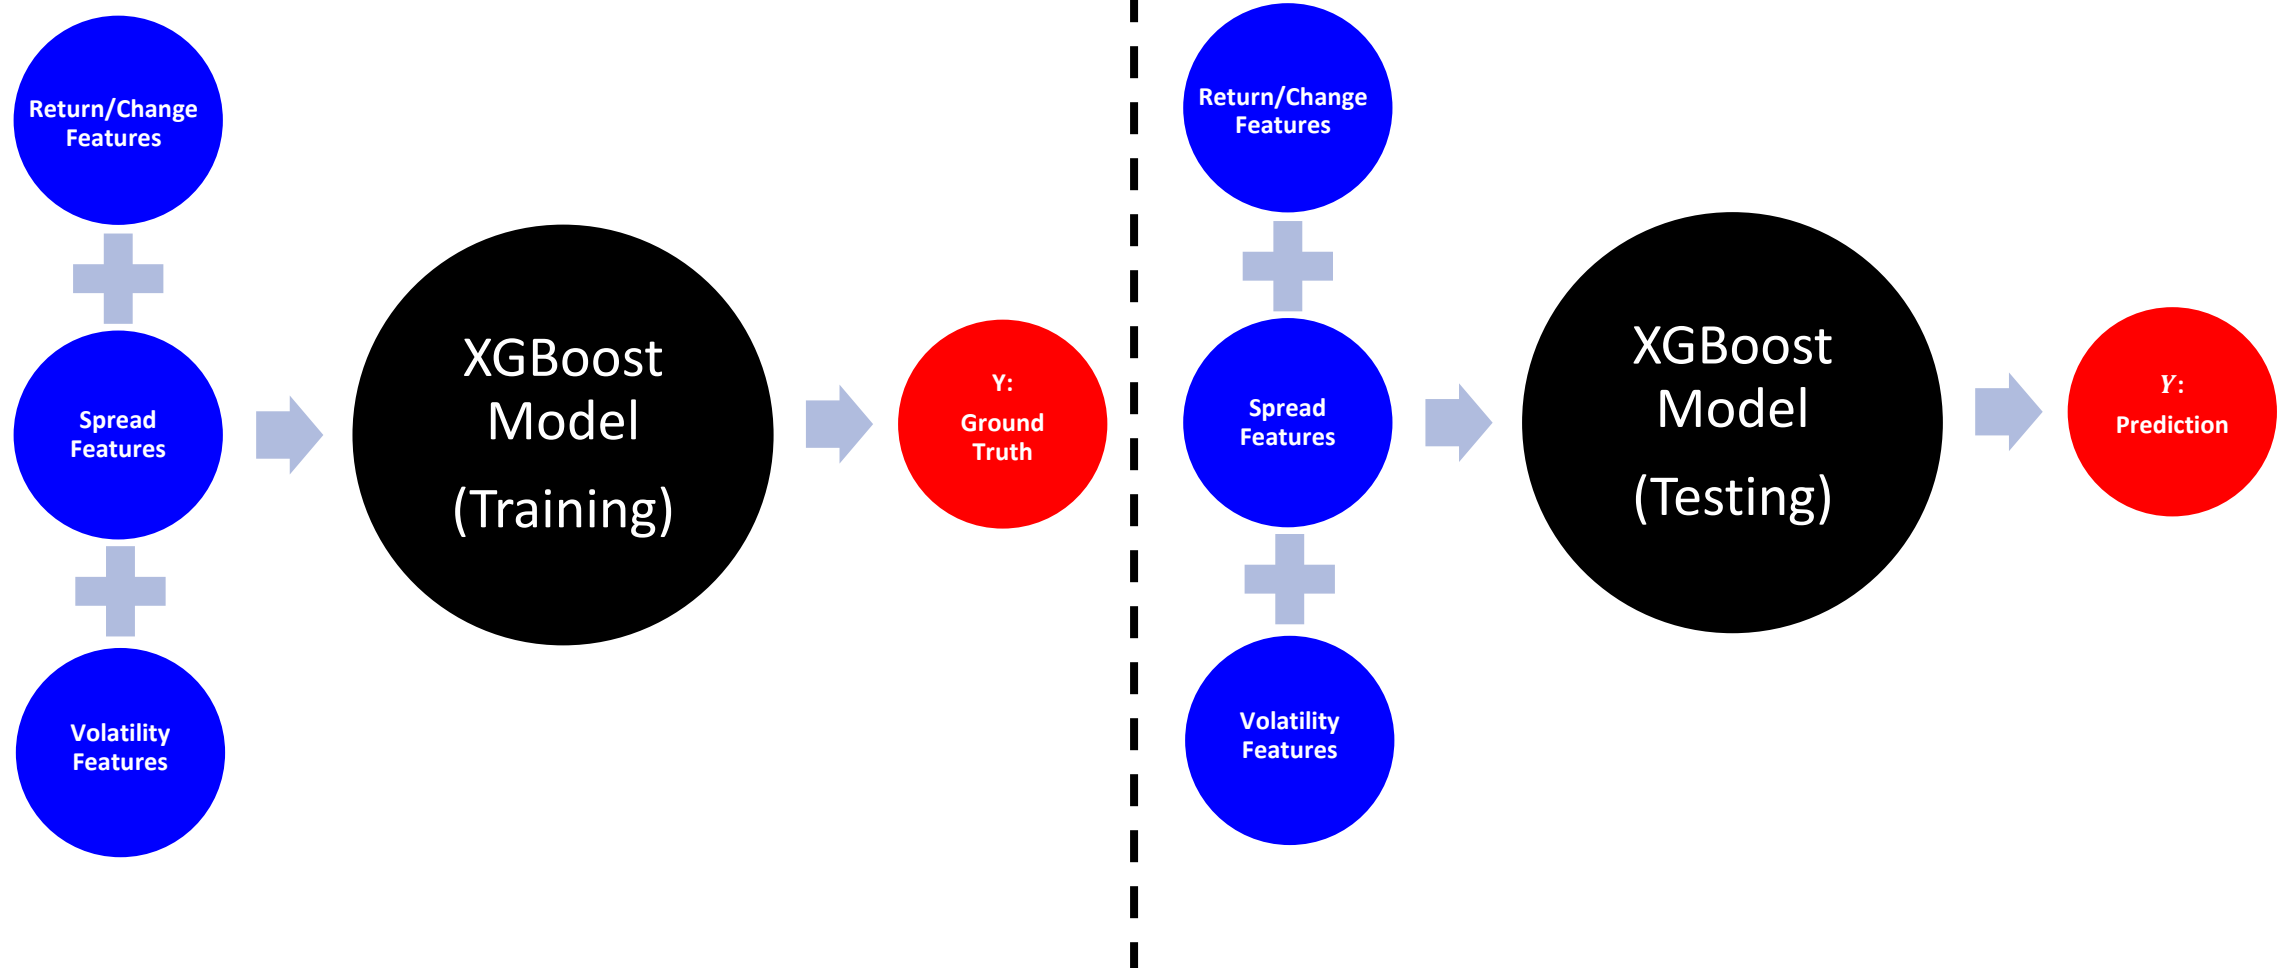 Return/Change
Features
Spread
Features
Volatility
Features
XGBoost
Model
(Training)
Y:
Ground
Truth
Return/Change
Features
Spread
Features
Volatility
Features
XGBoost
Model
(Testing)
Y:
Prediction